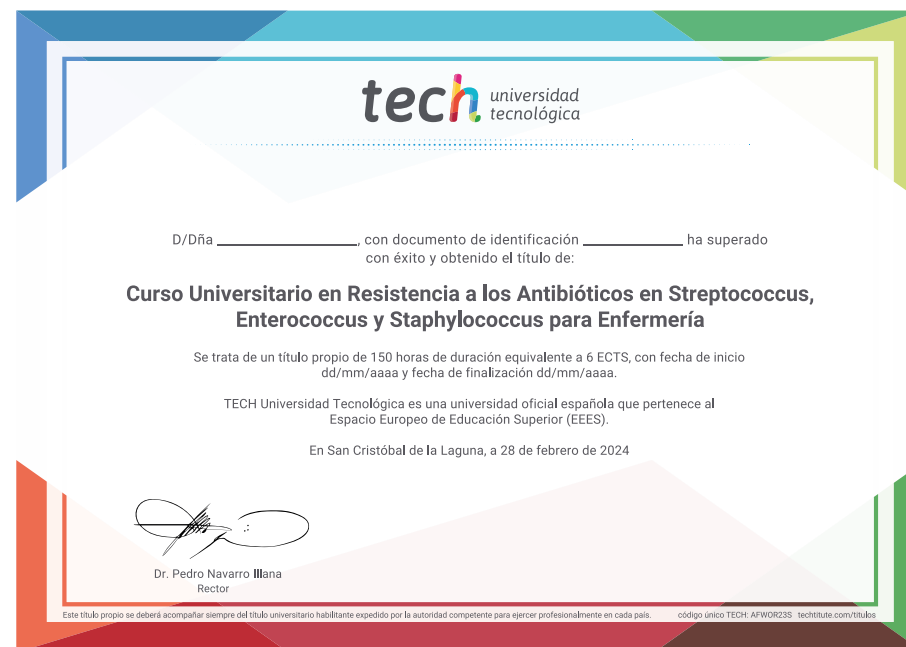 tech universidad
tecnológica
D/Dña ____________________, con documento de identificación ______________ ha superado
con éxito y obtenido el título de:
Curso Universitario en Resistencia a los Antibióticos en Streptococcus,
Enterococcus y Staphylococcus para Enfermería
Se trata de un título propio de 150 horas de duración equivalente a 6 ECTS, con fecha de inicio
dd/mm/aaaa y fecha de finalización dd/mm/aaaa.
TECH Universidad Tecnológica es una universidad oficial española que pertenece al
Espacio Europeo de Educación Superior (EEES).
En San Cristóbal de la Laguna, a 28 de febrero de 2024
Dr. Pedro Navarro Illana
Rector
Este título propio se deberá acompañar siempre del título universitario habilitante expedido por la autoridad competente para ejercer profesionalmente en cada país. código único TECH: AFWOR23S techtitute.com/titulos